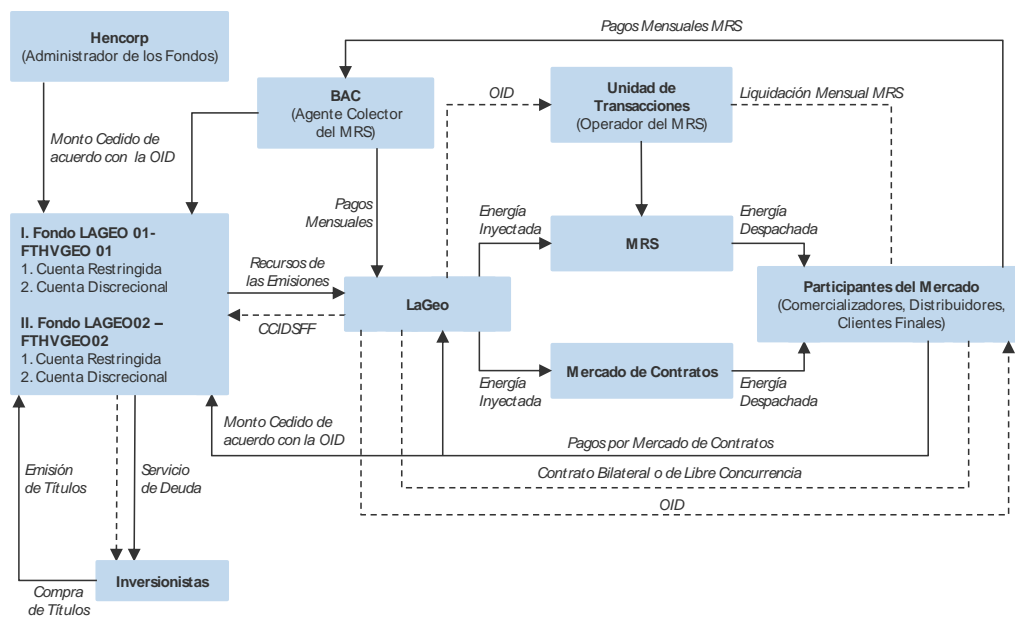 Hencorp
(Administrador de los Fondos)
Pagos Mensuales MRS
BAC
(Agente Colector
del MRS)
OID
Unidad de
Transacciones
(Operador del MRS)
Liquidación Mensual MRS
Monto Cedido de
acuerdo con la OID
Pagos
Mensuales
I. Fondo LAGEO 01-
FTHVGEO 01
1. Cuenta Restringida
2. Cuenta Discrecional
II. Fondo LAGEO02 –
FTHVGEO02
1. Cuenta Restringida
2. Cuenta Discrecional
Recursos de
las Emisiones
CCIDSFF
LaGeo
Energía
Inyectada
MRS
Energía
Despachada
Participantes del Mercado
(Comercializadores, Distribuidores,
Clientes Finales)
Energía
Inyectada
Mercado de Contratos
Energía
Despachada
Monto Cedido de
acuerdo con la OID
Pagos por Mercado de Contratos
Contrato Bilateral o de Libre Concurrencia
OID
Emisión
de Títulos
Servicio
de Deuda
Inversionistas
Compra
de Títulos